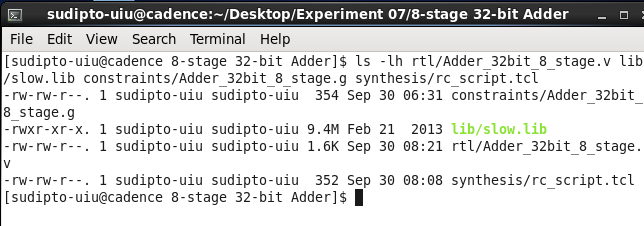 sudipto-uiu@cadence:~/Desktop/Experiment 07/8-stage 32-bit Adder
File Edit View Search Terminal Help
[sudipto-uiu@cadence 8-stage 32-bit Adder]$ ls -lh rtl/Adder_32bit_8_stage.v lib
/slow.lib constraints/Adder_32bit_8_stage.g synthesis/rc_script.tcl
-rw-rw-r--. 1 sudipto-uiu sudipto-uiu  354 Sep 30 06:31 constraints/Adder_32bit_
8_stage.g
-rwxr-xr-x. 1 sudipto-uiu sudipto-uiu 9.4M Feb 21  2013 lib/slow.lib
-rw-rw-r--. 1 sudipto-uiu sudipto-uiu 1.6K Sep 30 08:21 rtl/Adder_32bit_8_stage.
v
-rw-rw-r--. 1 sudipto-uiu sudipto-uiu  352 Sep 30 08:08 synthesis/rc_script.tcl
[sudipto-uiu@cadence 8-stage 32-bit Adder]$